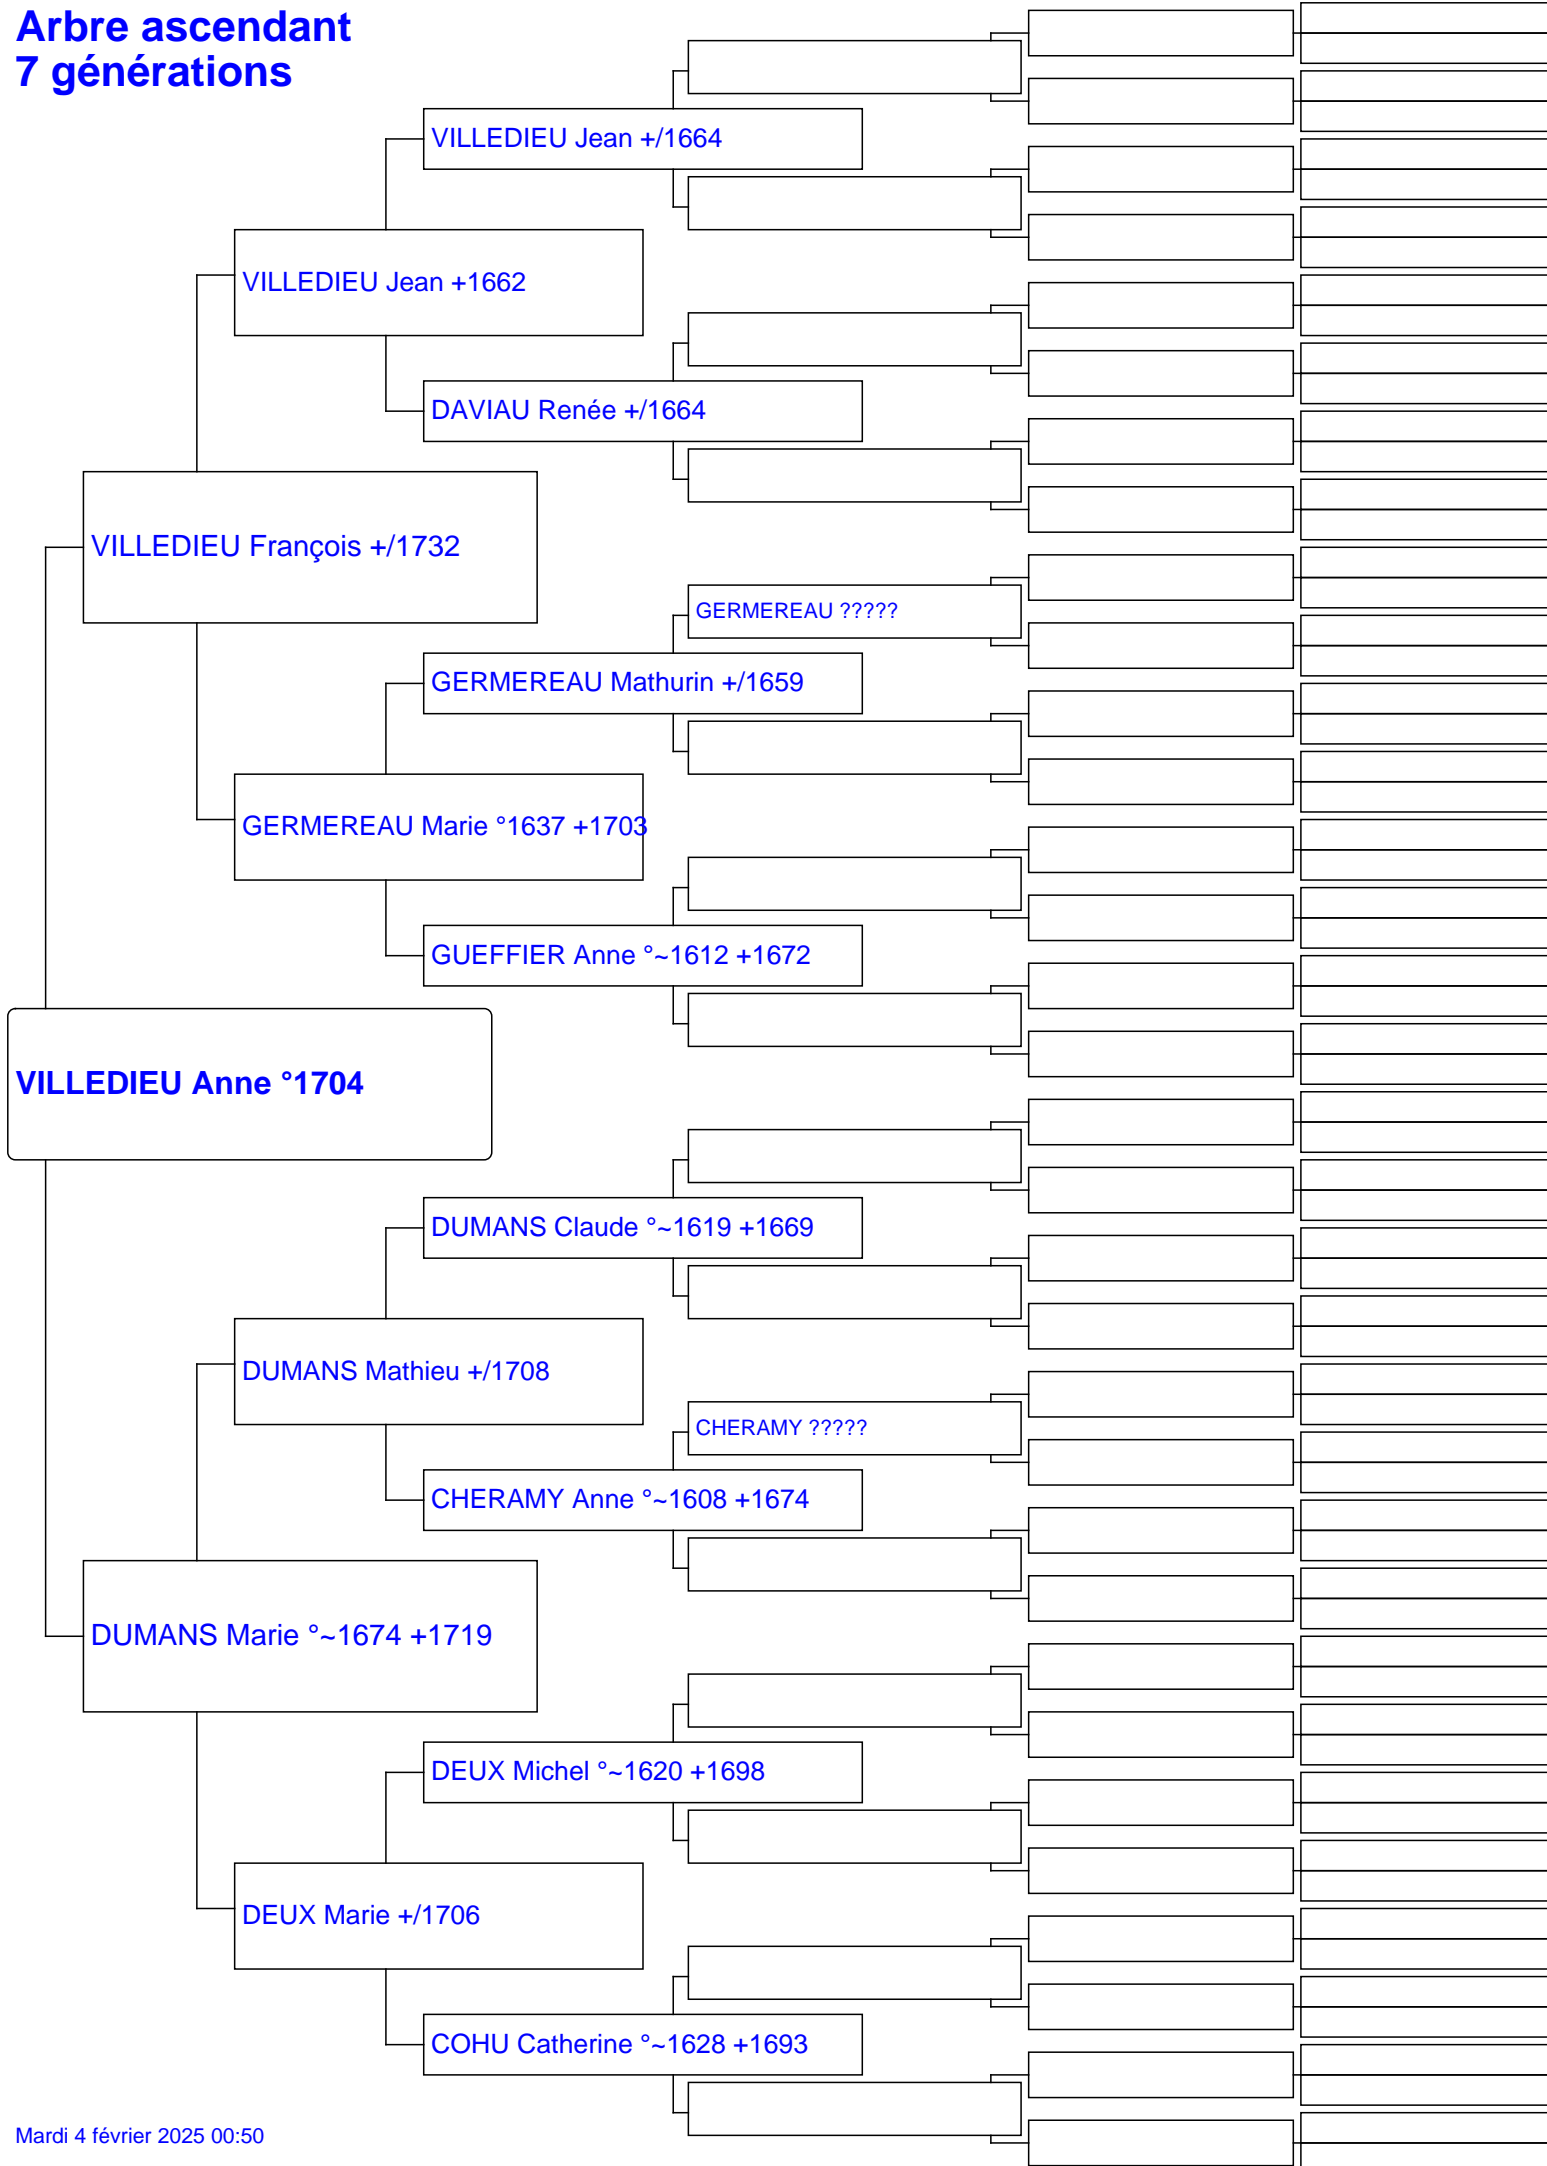 Arbre ascendant
7 générations
VILLEDIEU Jean +/1664
VILLEDIEU Jean +1662
DAVIAU Renée +/1664
VILLEDIEU François +/1732
GERMEREAU ?????
GERMEREAU Mathurin +/1659
GERMEREAU Marie °1637 +1703
GUEFFIER Anne °~1612 +1672
VILLEDIEU Anne °1704
DUMANS Claude °~1619 +1669
DUMANS Mathieu +/1708
CHERAMY ?????
CHERAMY Anne °~1608 +1674
DUMANS Marie °~1674 +1719
DEUX Michel °~1620 +1698
DEUX Marie +/1706
COHU Catherine °~1628 +1693
Mardi 4 février 2025 00:50